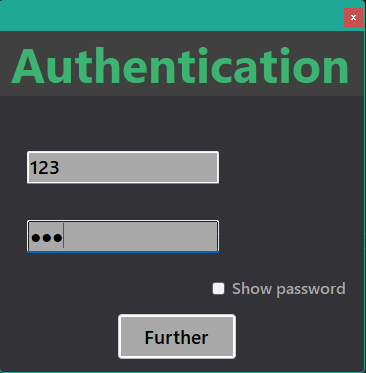 Authentication
123
●●●
Show password
Further